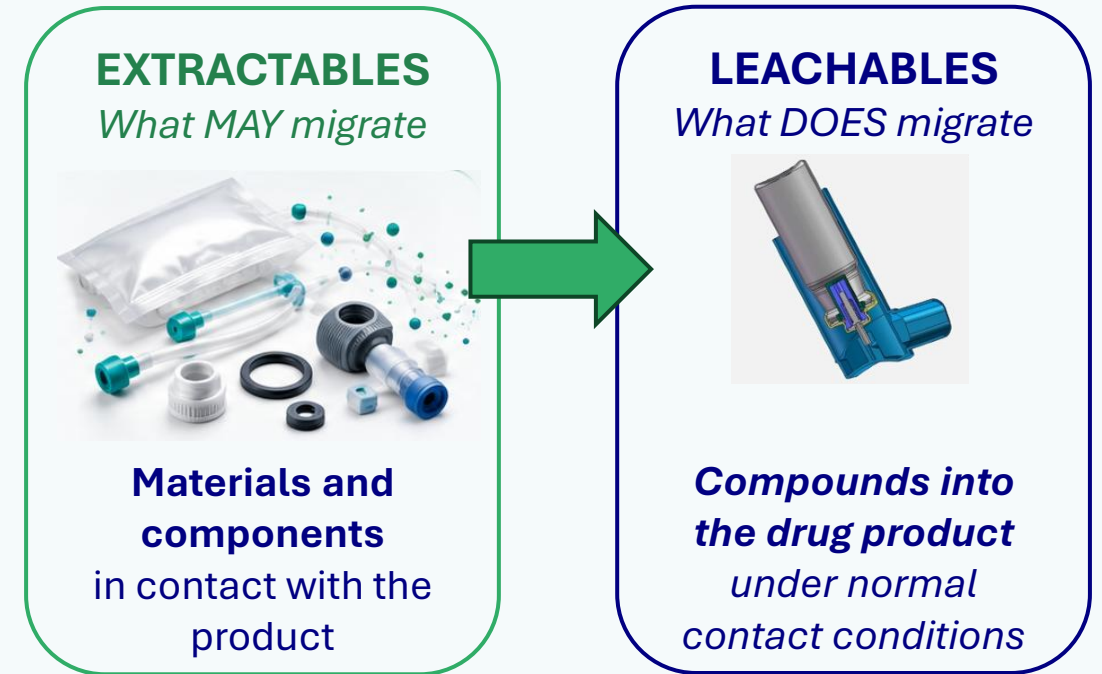 EXTRACTABLES
What MAY migrate
Materials and
components
in contact with the
product
LEACHABLES
What DOES migrate
Compounds into
the drug product
under normal
contact conditions